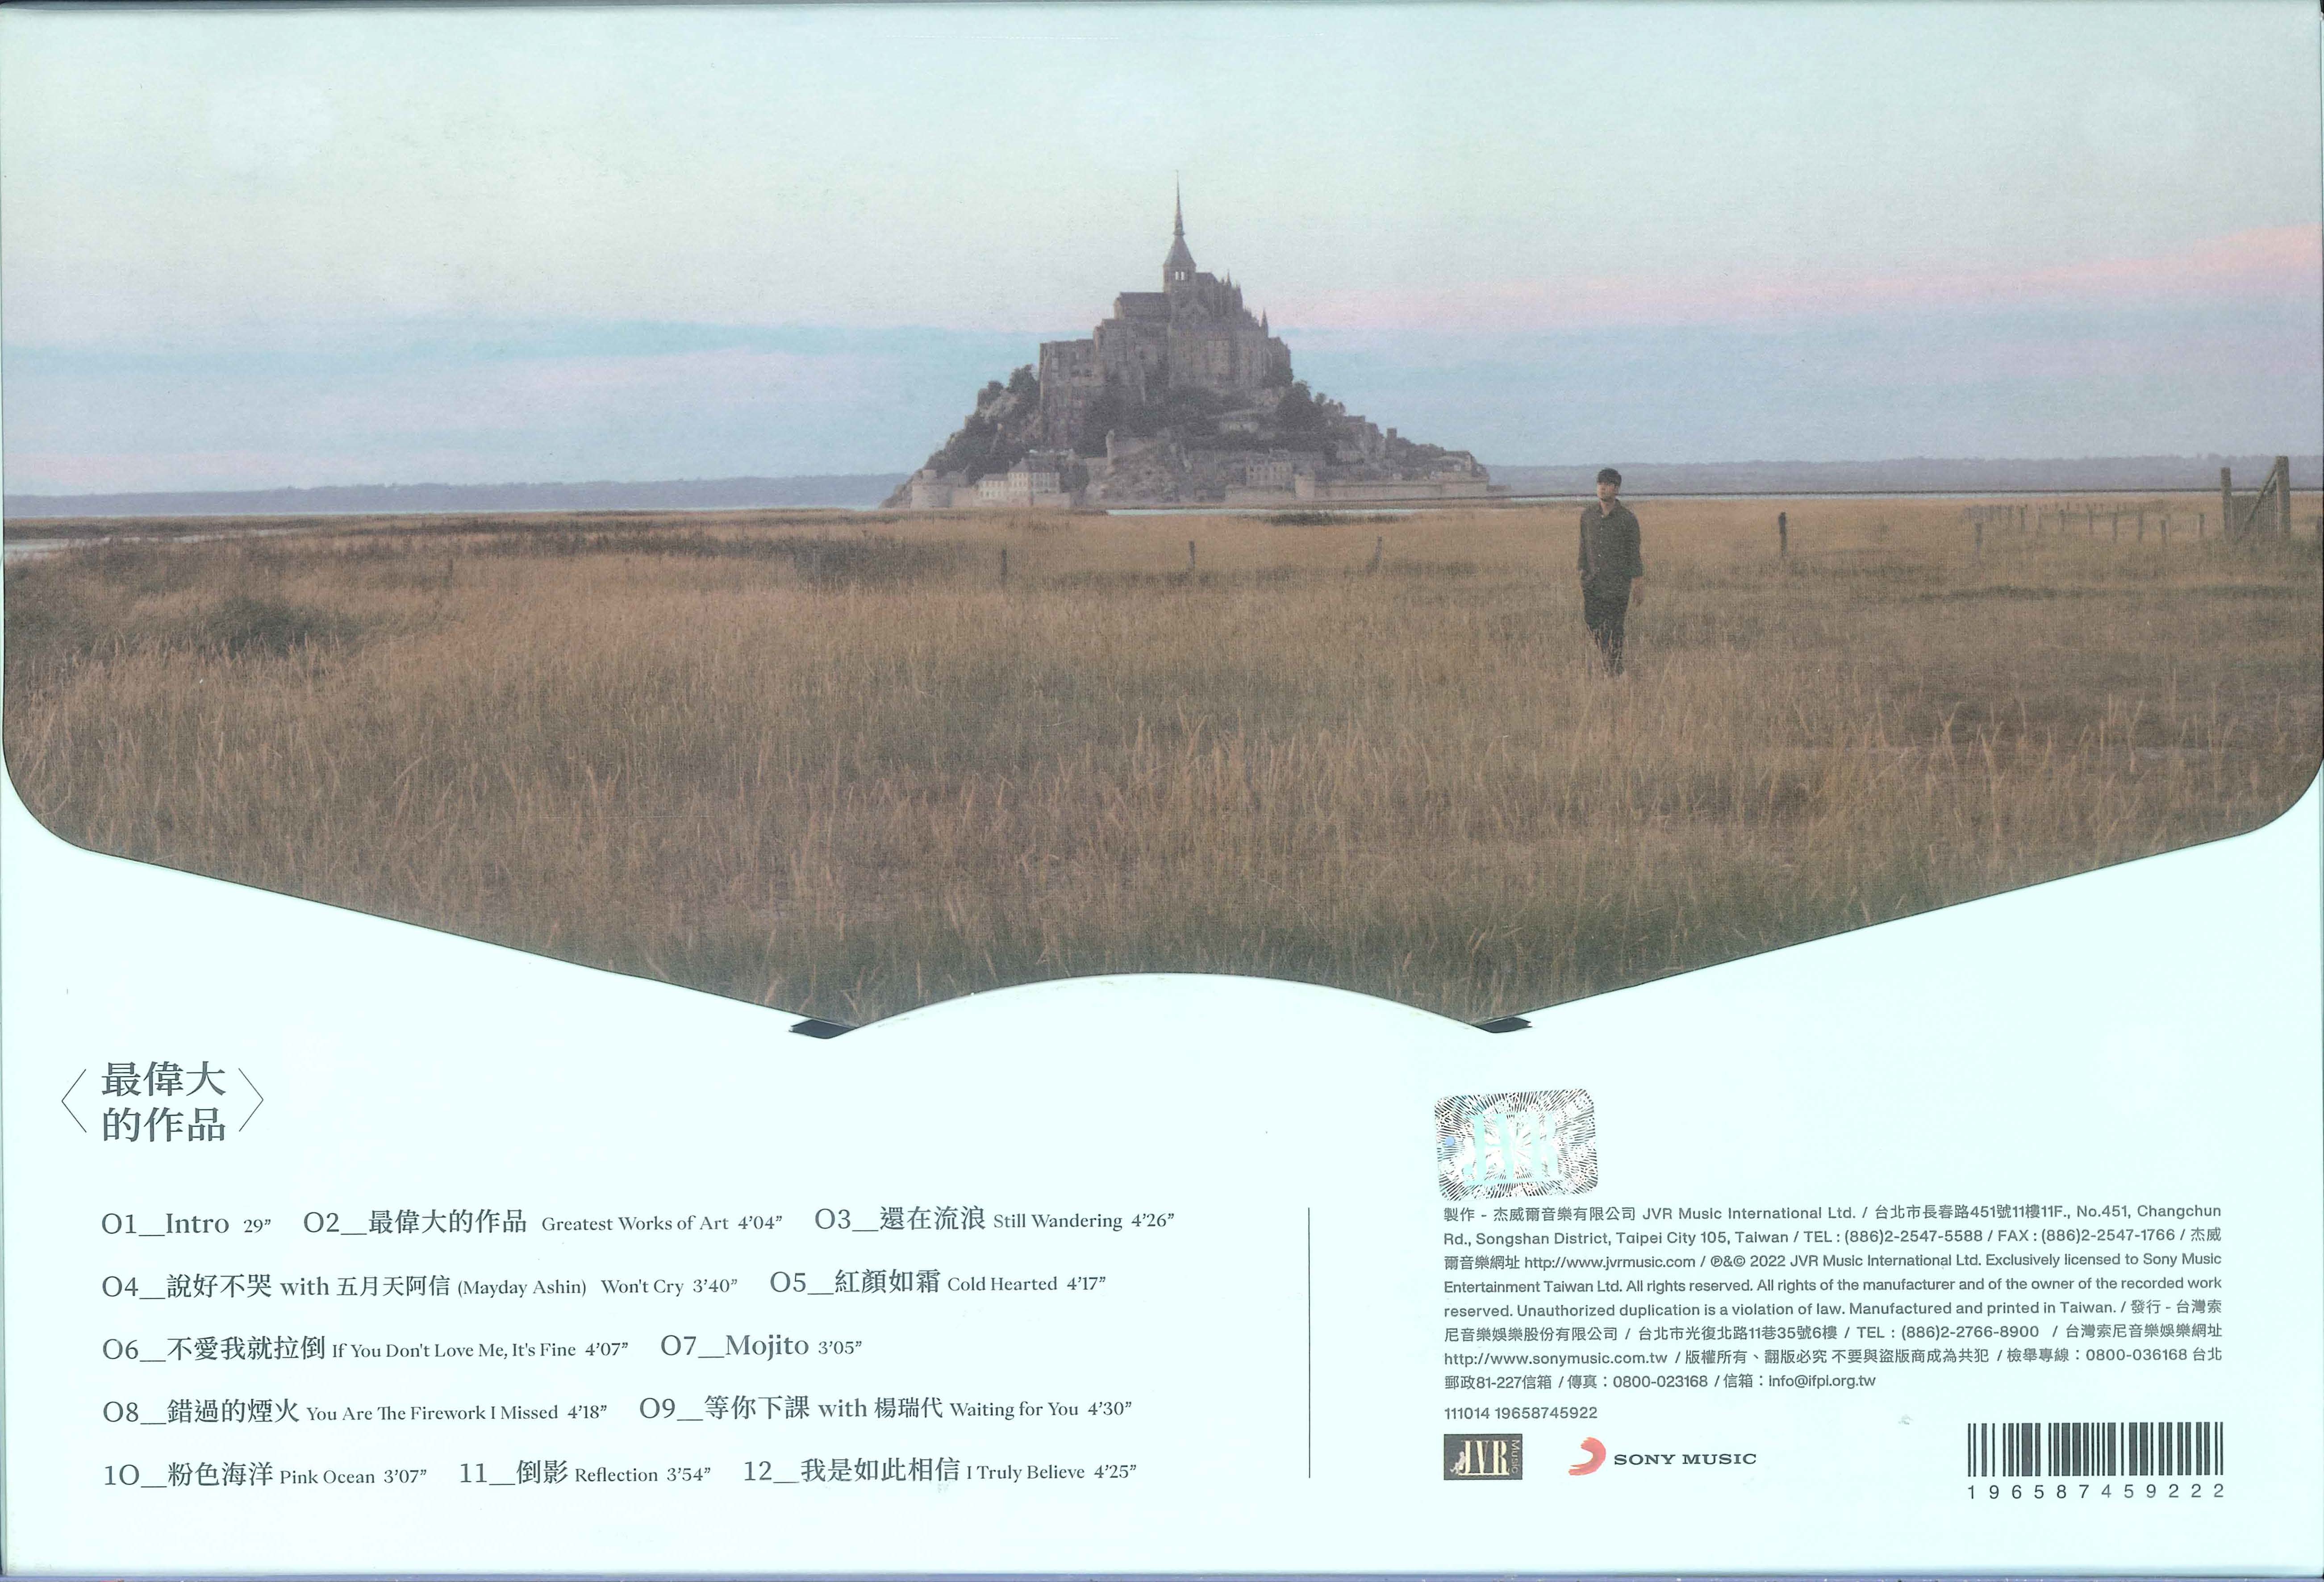 最偉大
的作品
01__Intro 29” 02__最偉大的作品 Greatest Works of Art 4’04” 03__還在流浪 Still Wandering 4’26”
04__說好不哭 with 五月天阿信 (Mayday Ashin) Won't Cry 3’40” 05__紅顏如霜 Cold Hearted 4’17”
06__不愛我就拉倒 If You Don't Love Me, It's Fine 4’07” 07__Mojito 3’05”
08__錯過的煙火 You Are The Firework I Missed 4’18” 09__等你下課 with 楊瑞代 Waiting for You 4’30”
10__粉色海洋 Pink Ocean 3’07” 11__倒影 Reflection 3’54” 12__我是如此相信 I Truly Believe 4’25”
JVR
製作 - 杰威爾音樂有限公司 JVR Music International Ltd. / 台北市長春路451號11樓11F., No.451, Changchun
Rd., Songshan District, Taipei City 105, Taiwan / TEL : (886)2-2547-5588 / FAX : (886)2-2547-1766 / 杰威
爾音樂網址 http://www.jvrmusic.com / ℗&© 2022 JVR Music International Ltd. Exclusively licensed to Sony Music
Entertainment Taiwan Ltd. All rights reserved. All rights of the manufacturer and of the owner of the recorded work
reserved. Unauthorized duplication is a violation of law. Manufactured and printed in Taiwan. / 發行 - 台灣索
尼音樂娛樂股份有限公司 / 台北市光復北路11巷35號6樓 / TEL : (886)2-2766-8900 / 台灣索尼音樂娛樂網址
http://www.sonymusic.com.tw / 版權所有、翻版必究 不要與盜版商成為共犯 / 檢舉專線：0800-036168 台北
郵政81-227信箱 / 傳真：0800-023168 / 信箱：info@ifpi.org.tw
111014 19658745922
JVR Music
SONY MUSIC
196587459222